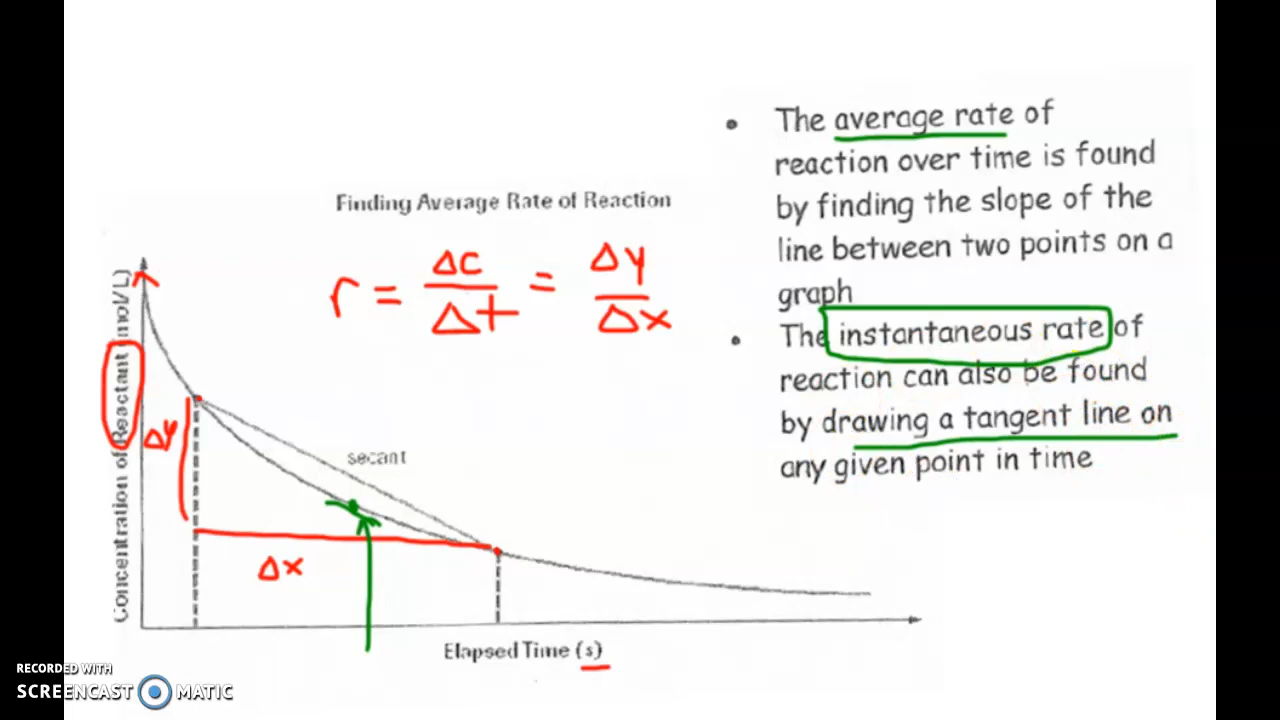 The average rate of
reaction over time is found
by finding the slope of the
line between two points on a
graph
The instantaneous rate of
reaction can also be found
by drawing a tangent line on
any given point in time
Finding Average Rate of Reaction
r = Δc/Δt = Δy/Δx
Concentration of Reactant (mol/L)
Δy
secant
Δx
Elapsed Time (s)
RECORDED WITH
SCREENCAST MATIC